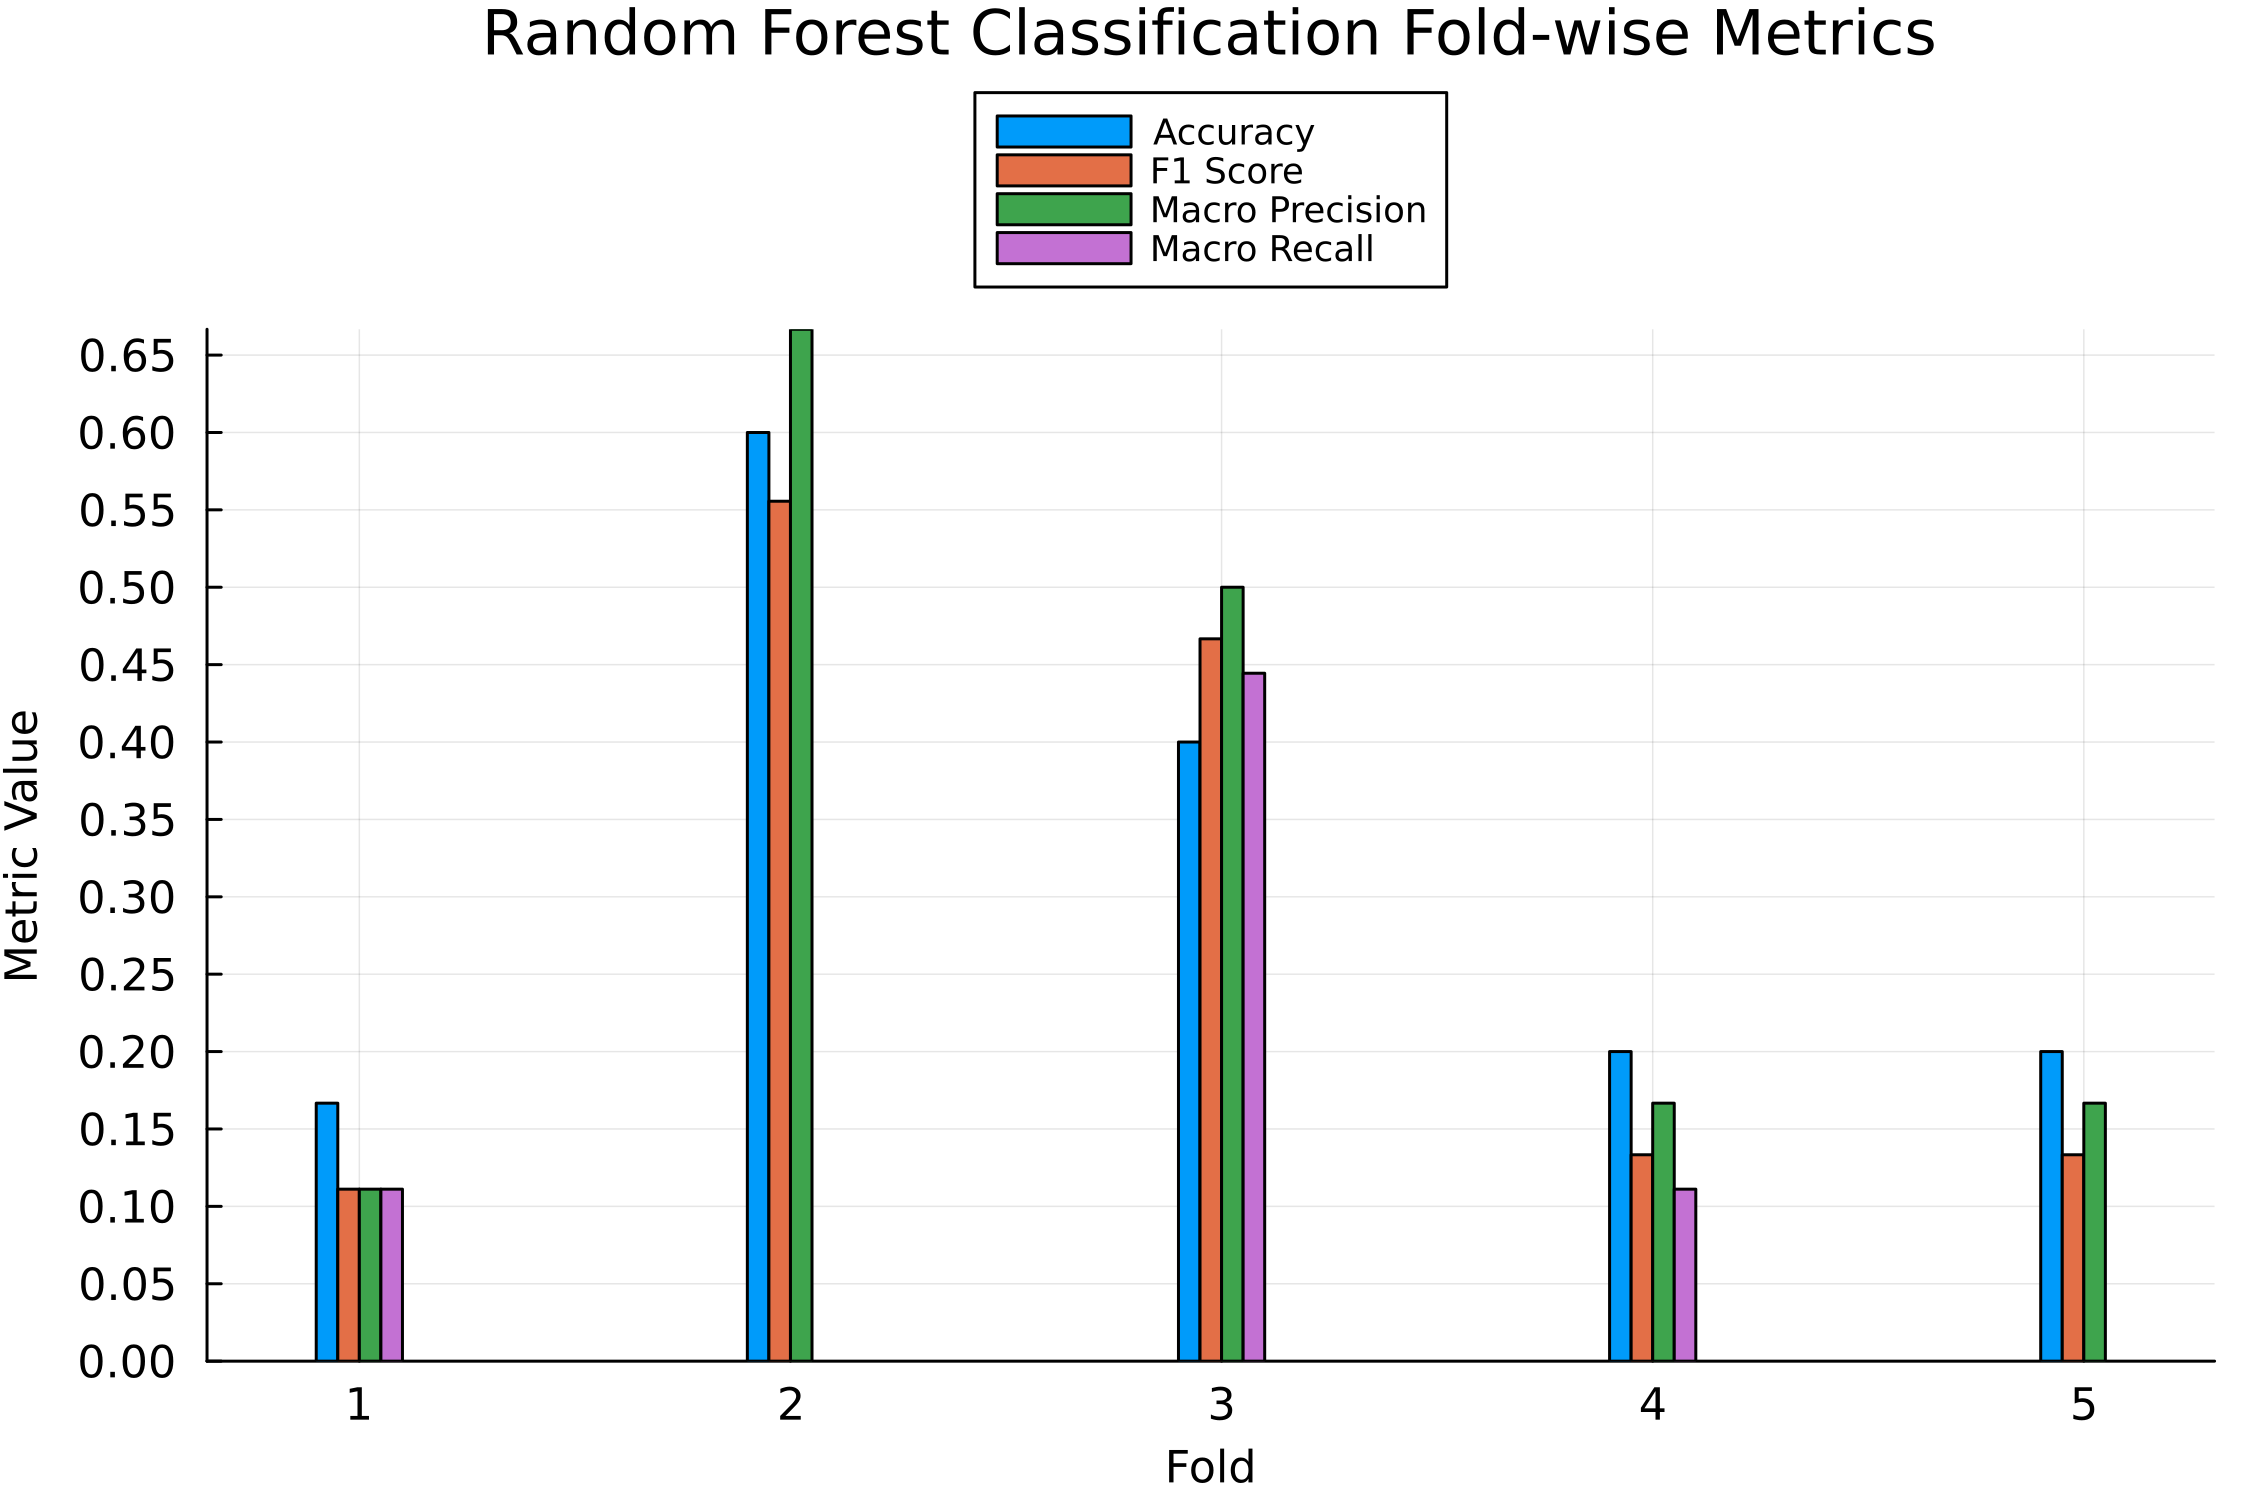 Random Forest Classification Fold-wise Metrics
Accuracy
F1 Score
Macro Precision
Macro Recall
0.65
0.60
0.55
0.50
0.45
0.40
0.35
0.30
0.25
0.20
0.15
0.10
0.05
0.00
Metric Value
1 2 3 4 5
Fold